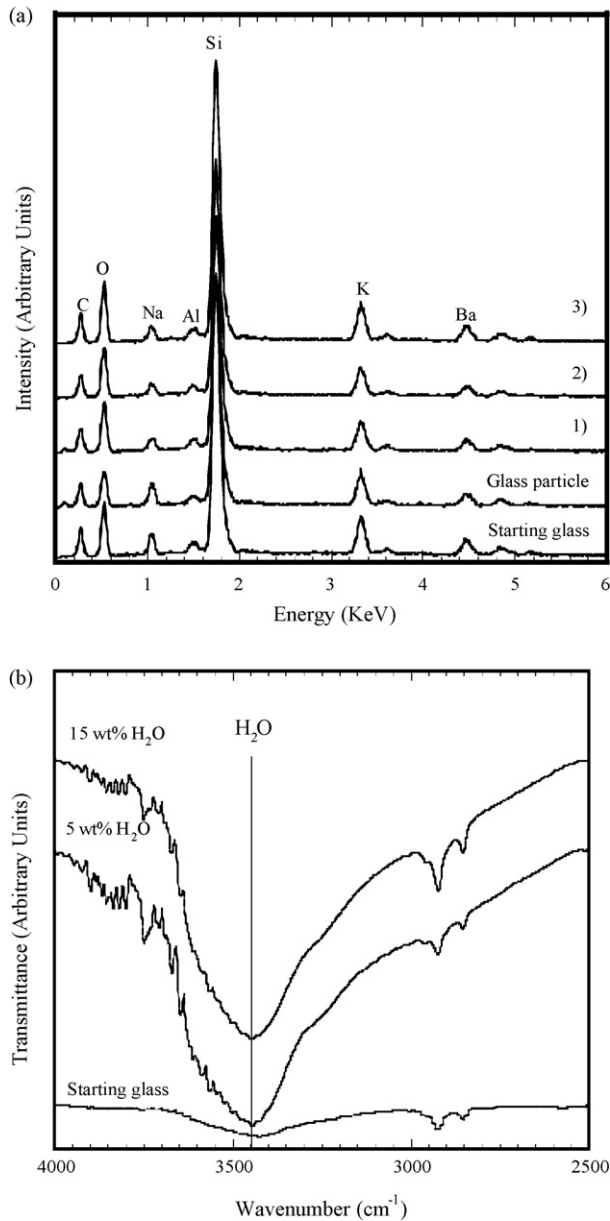 (a)
Intensity (Arbitrary Units)
Si
C
O
Na
Al
K
Ba
3)
2)
1)
Glass particle
Starting glass
0 1 2 3 4 5 6
Energy (KeV)
(b)
Transmittance (Arbitrary Units)
15 wt% H₂O
H₂O
5 wt% H₂O
Starting glass
4000 3500 3000 2500
Wavenumber (cm⁻¹)